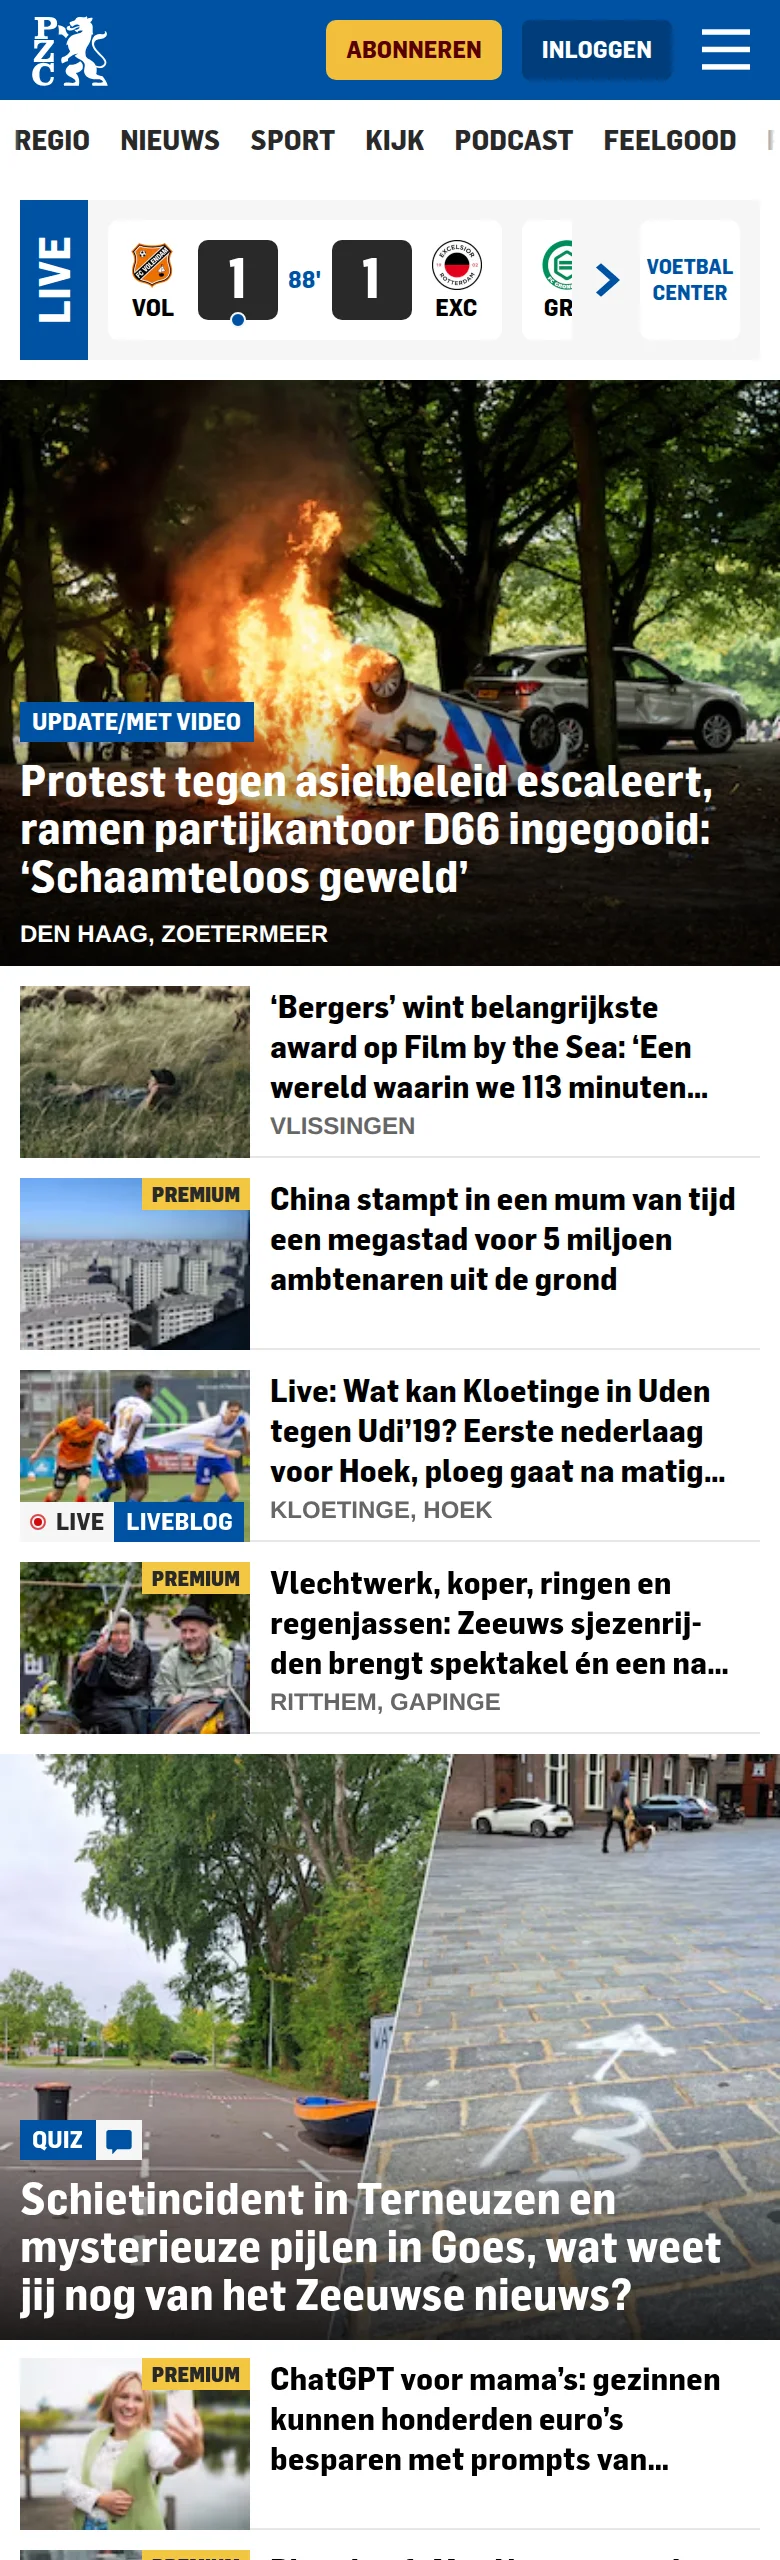 PZC
ABONNEREN
INLOGGEN
REGIO NIEUWS SPORT KIJK PODCAST FEELGOOD
LIVE
VOL
1
88'
1
EXCELSIOR
ROTTERDAM
EXC
GR
VOETBAL
CENTER
UPDATE/MET VIDEO
Protest tegen asielbeleid escaleert,
ramen partijkantoor D66 ingegooid:
‘Schaamteloos geweld’
DEN HAAG, ZOETERMEER
‘Bergers’ wint belangrijkste
award op Film by the Sea: ‘Een
wereld waarin we 113 minuten...
VLISSINGEN
PREMIUM
China stampt in een mum van tijd
een megastad voor 5 miljoen
ambtenaren uit de grond
Live: Wat kan Kloetinge in Uden
tegen Udi’19? Eerste nederlaag
voor Hoek, ploeg gaat na matig...
KLOETINGE, HOEK
LIVE LIVEBLOG
PREMIUM
Vlechtwerk, koper, ringen en
regenjassen: Zeeuws sjezenrij-
den brengt spektakel én een na...
RITTHEM, GAPINGE
13
QUIZ
Schietincident in Terneuzen en
mysterieuze pijlen in Goes, wat weet
jij nog van het Zeeuwse nieuws?
PREMIUM
ChatGPT voor mama’s: gezinnen
kunnen honderden euro’s
besparen met prompts van...
PREMIUM